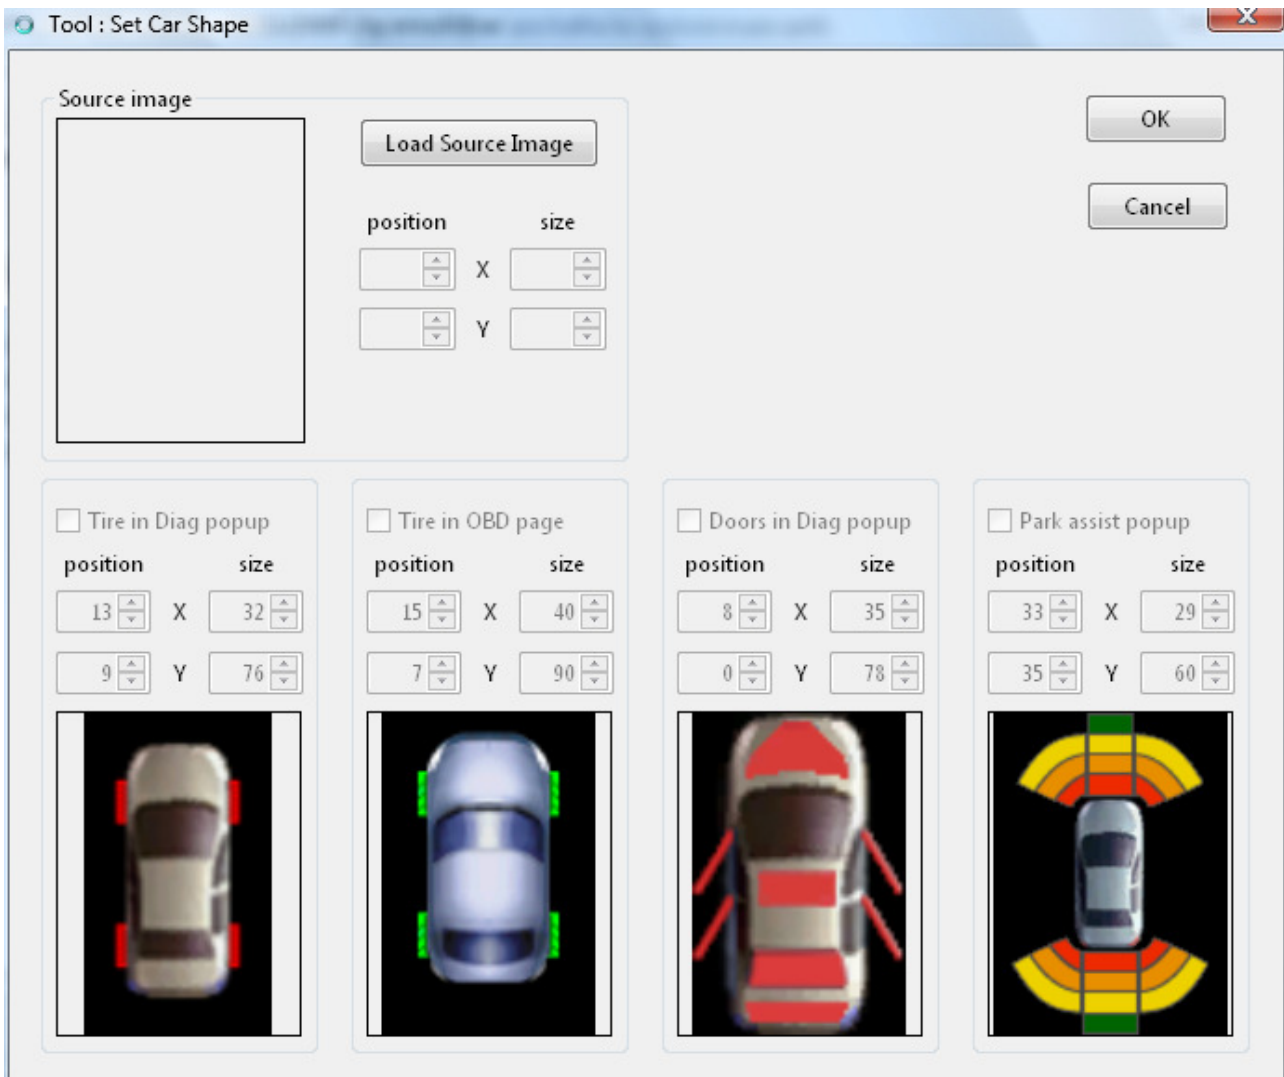 Tool : Set Car Shape
X
Source image
Load Source Image
OK
Cancel
position size
X
Y
Tire in Diag popup
position size
13 X 32
9 Y 76
Tire in OBD page
position size
15 X 40
7 Y 90
Doors in Diag popup
position size
8 X 35
0 Y 78
Park assist popup
position size
33 X 29
35 Y 60